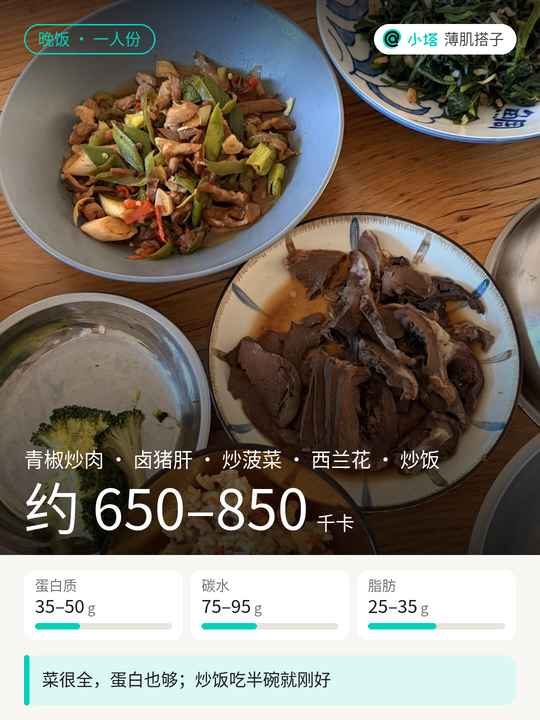 晚饭 · 一人份
小塔 薄肌搭子
青椒炒肉 · 卤猪肝 · 炒菠菜 · 西兰花 · 炒饭
约 650–850 千卡
蛋白质
35–50 g
碳水
75–95 g
脂肪
25–35 g
菜很全，蛋白也够；炒饭吃半碗就刚好